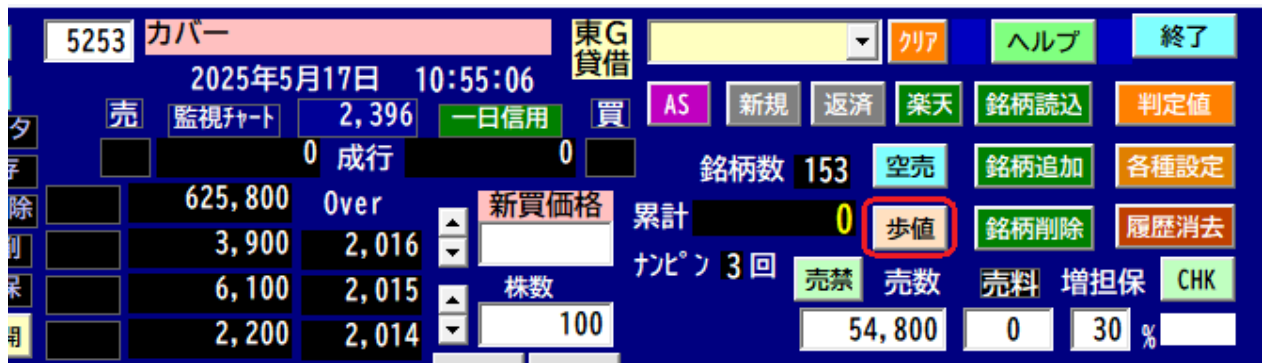 5253 カバー 東G クリア ヘルプ 終了
貸借
2025年5月17日 10:55:06
売 監視チャート 2,396 一日信用 買 AS 新規 返済 楽天 銘柄読込 判定値
タ
0 成行 0 銘柄数 153 空売 銘柄追加 各種設定
存
625,800 Over 新買価格 累計 0 歩値 銘柄削除 履歴消去
除
3,900 2,016 ナンピン 3回
削
6,100 2,015 株数 売禁 売数 売料 増担保 CHK
保
2,200 2,014 100 54,800 0 30 %
開